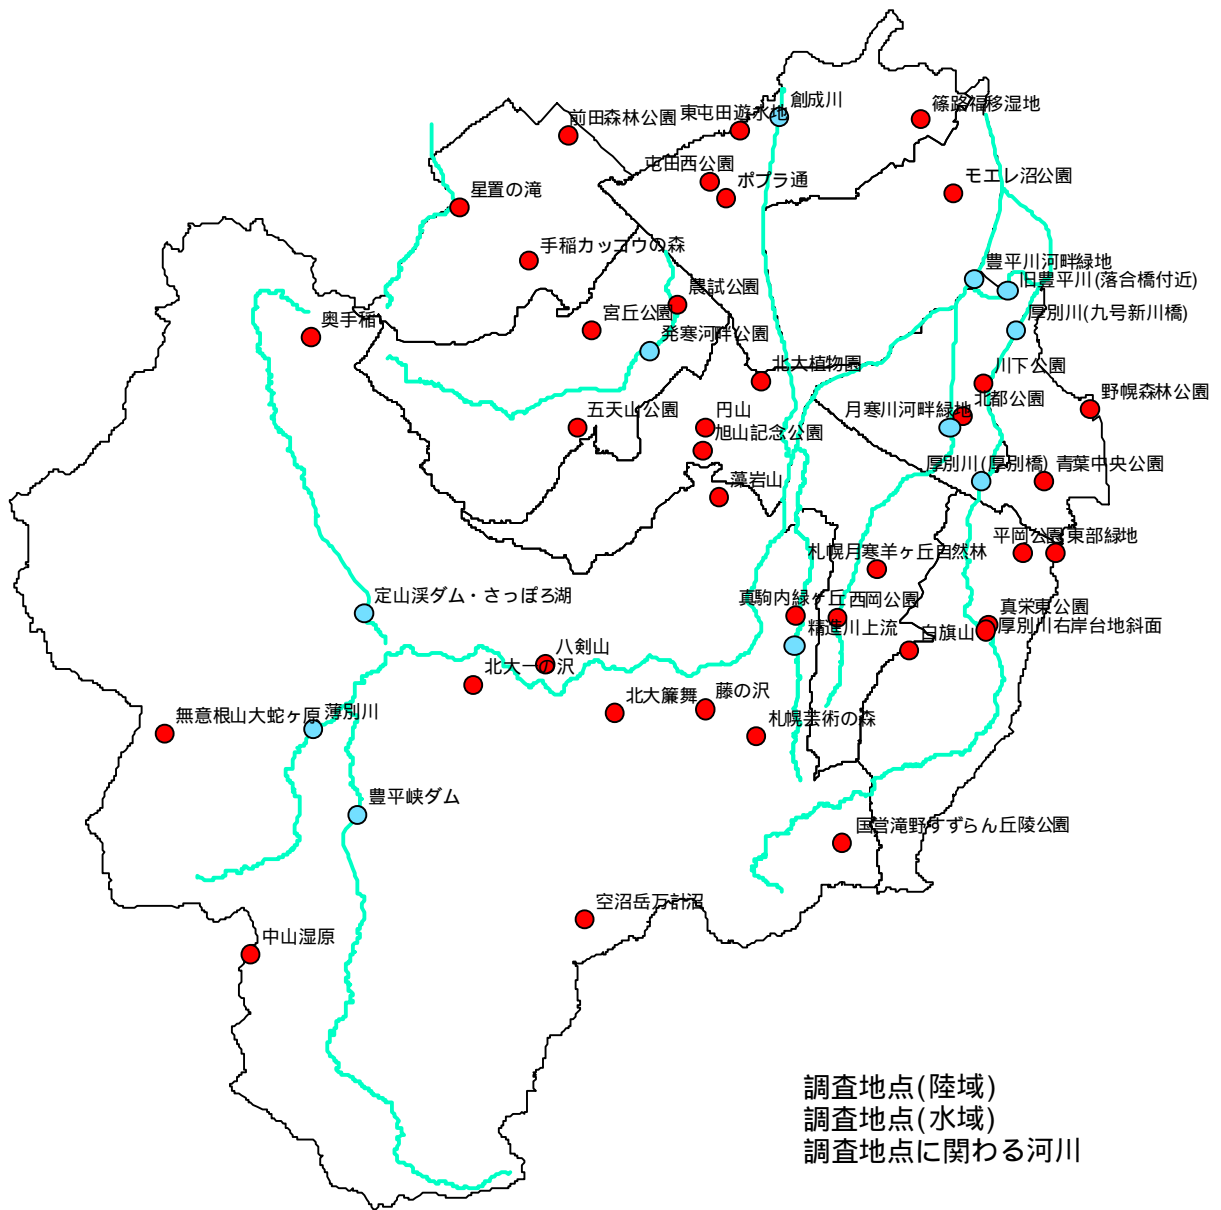 創成川
篠路福移湿地
前田森林公園
東屯田遊水地
屯田西公園
ポプラ通
モエレ沼公園
星置の滝
手稲カッコウの森
豊平川河畔緑地
旧豊平川(落合橋付近)
農試公園
宮丘公園
奥手稲
発寒河畔公園
厚別川(九号新川橋)
北大植物園
川下公園
野幌森林公園
北都公園
五天山公園
円山
月寒川河畔緑地
旭山記念公園
厚別川(厚別橋)
青葉中央公園
藻岩山
平岡公園
東部緑地
札幌月寒羊ヶ丘自然林
定山渓ダム・さっぽろ湖
真駒内緑ヶ丘
西岡公園
真栄東公園
厚別川右岸台地斜面
精進川上流
白旗山
八剣山
北大一の沢
北大簾舞
藤の沢
無意根山大蛇ヶ原
薄別川
札幌芸術の森
豊平峡ダム
国営滝野すずらん丘陵公園
空沼岳万計沼
中山湿原
調査地点(陸域)
調査地点(水域)
調査地点に関わる河川